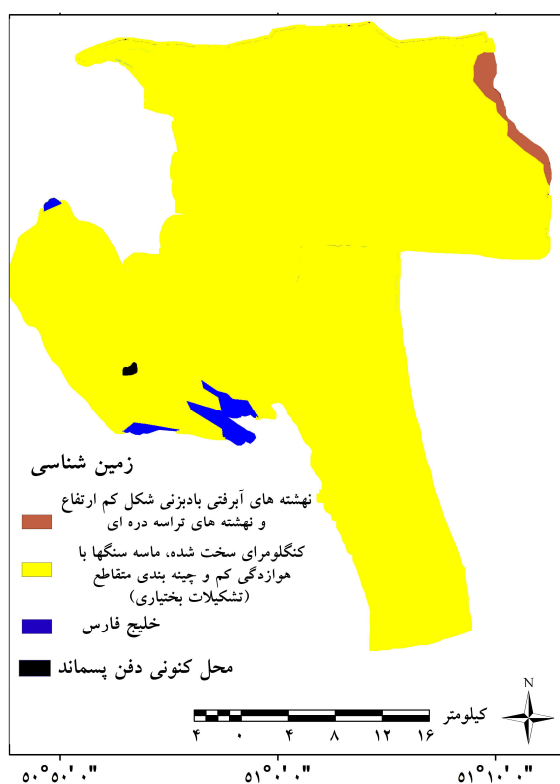 زمین شناسی
نهشته های آبرفتی بادبزنی شکل کم ارتفاع
و نهشته های تراسه دره ای
کنگلومرای سخت شده، ماسه سنگها با
هوازدگی کم و چینه بندی متقاطع
(تشکیلات بختیاری)
خلیج فارس
محل کنونی دفن پسماند
N
کیلومتر
۴ ۰ ۴ ۸ ۱۲ ۱۶
۵۰°۵۰'۰" ۵۱°۰'۰" ۵۱°۱۰'۰"